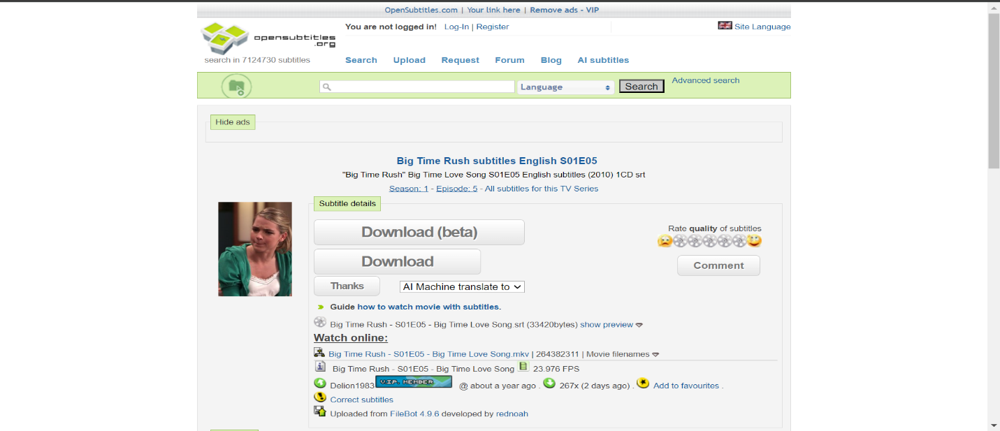 OpenSubtitles.com | Your link here | Remove ads - VIP
You are not logged in! Log-In | Register
Site Language
opensubtitles
.org
search in 7124730 subtitles
Search Upload Request Forum Blog AI subtitles
Language Search Advanced search
Hide ads
Big Time Rush subtitles English S01E05
"Big Time Rush" Big Time Love Song S01E05 English subtitles (2010) 1CD srt
Season: 1 - Episode: 5 - All subtitles for this TV Series
Subtitle details
Download (beta)
Rate quality of subtitles
Download
Comment
Thanks AI Machine translate to
Guide how to watch movie with subtitles.
Big Time Rush - S01E05 - Big Time Love Song.srt (33420bytes) show preview
Watch online:
Big Time Rush - S01E05 - Big Time Love Song.mkv | 264382311 | Movie filenames
Big Time Rush - S01E05 - Big Time Love Song 23.976 FPS
Delion1983 V.I.P. MEMBER @ about a year ago . 267x (2 days ago) . Add to favourites .
Correct subtitles
Uploaded from FileBot 4.9.6 developed by rednoah